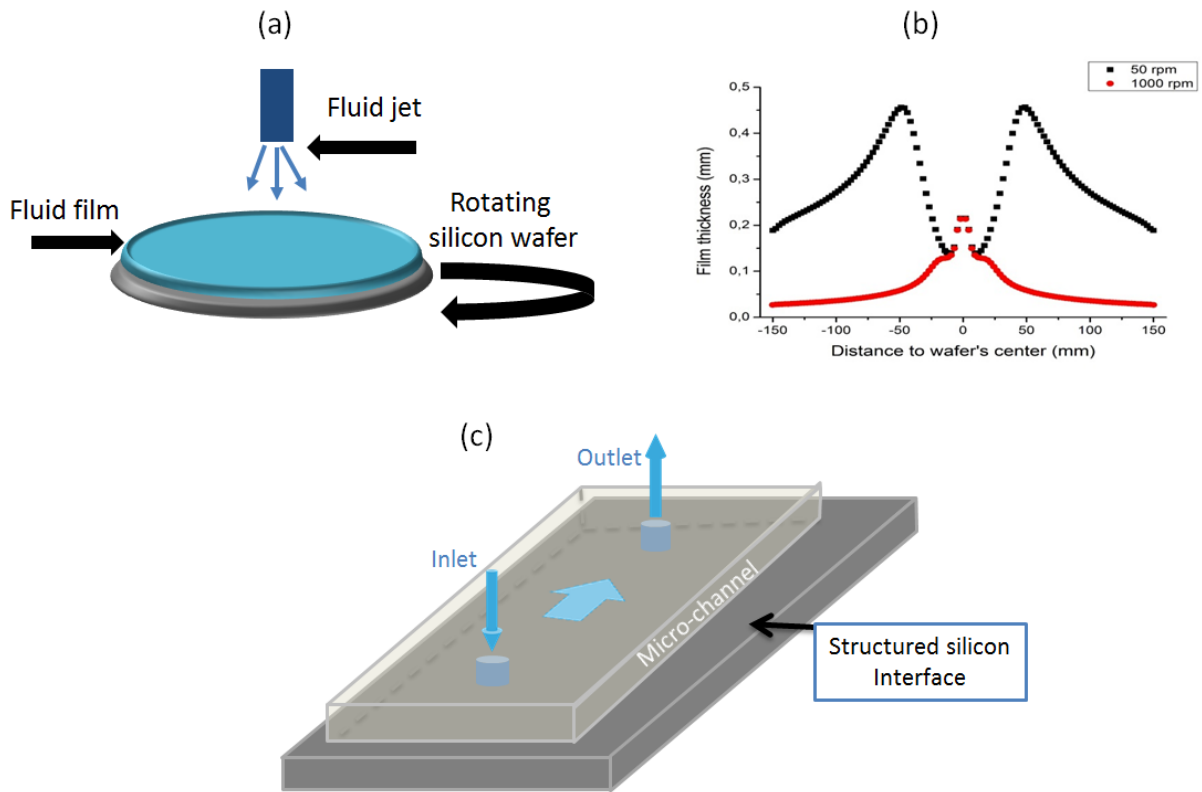 (a)
Fluid jet
Fluid film
Rotating
silicon wafer
(b)
50 rpm
1000 rpm
0,5
0,4
0,3
0,2
0,1
0,0
Film thickness (mm)
-150 -100 -50 0 50 100 150
Distance to wafer's center (mm)
(c)
Outlet
Inlet
Micro-channel
Structured silicon
Interface